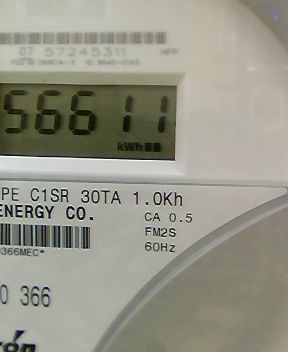 07 57245311
56611
kWh
PE C1SR 30TA 1.0Kh
ENERGY CO. CA 0.5
FM2S
366MEC* 60Hz
0 366
rón